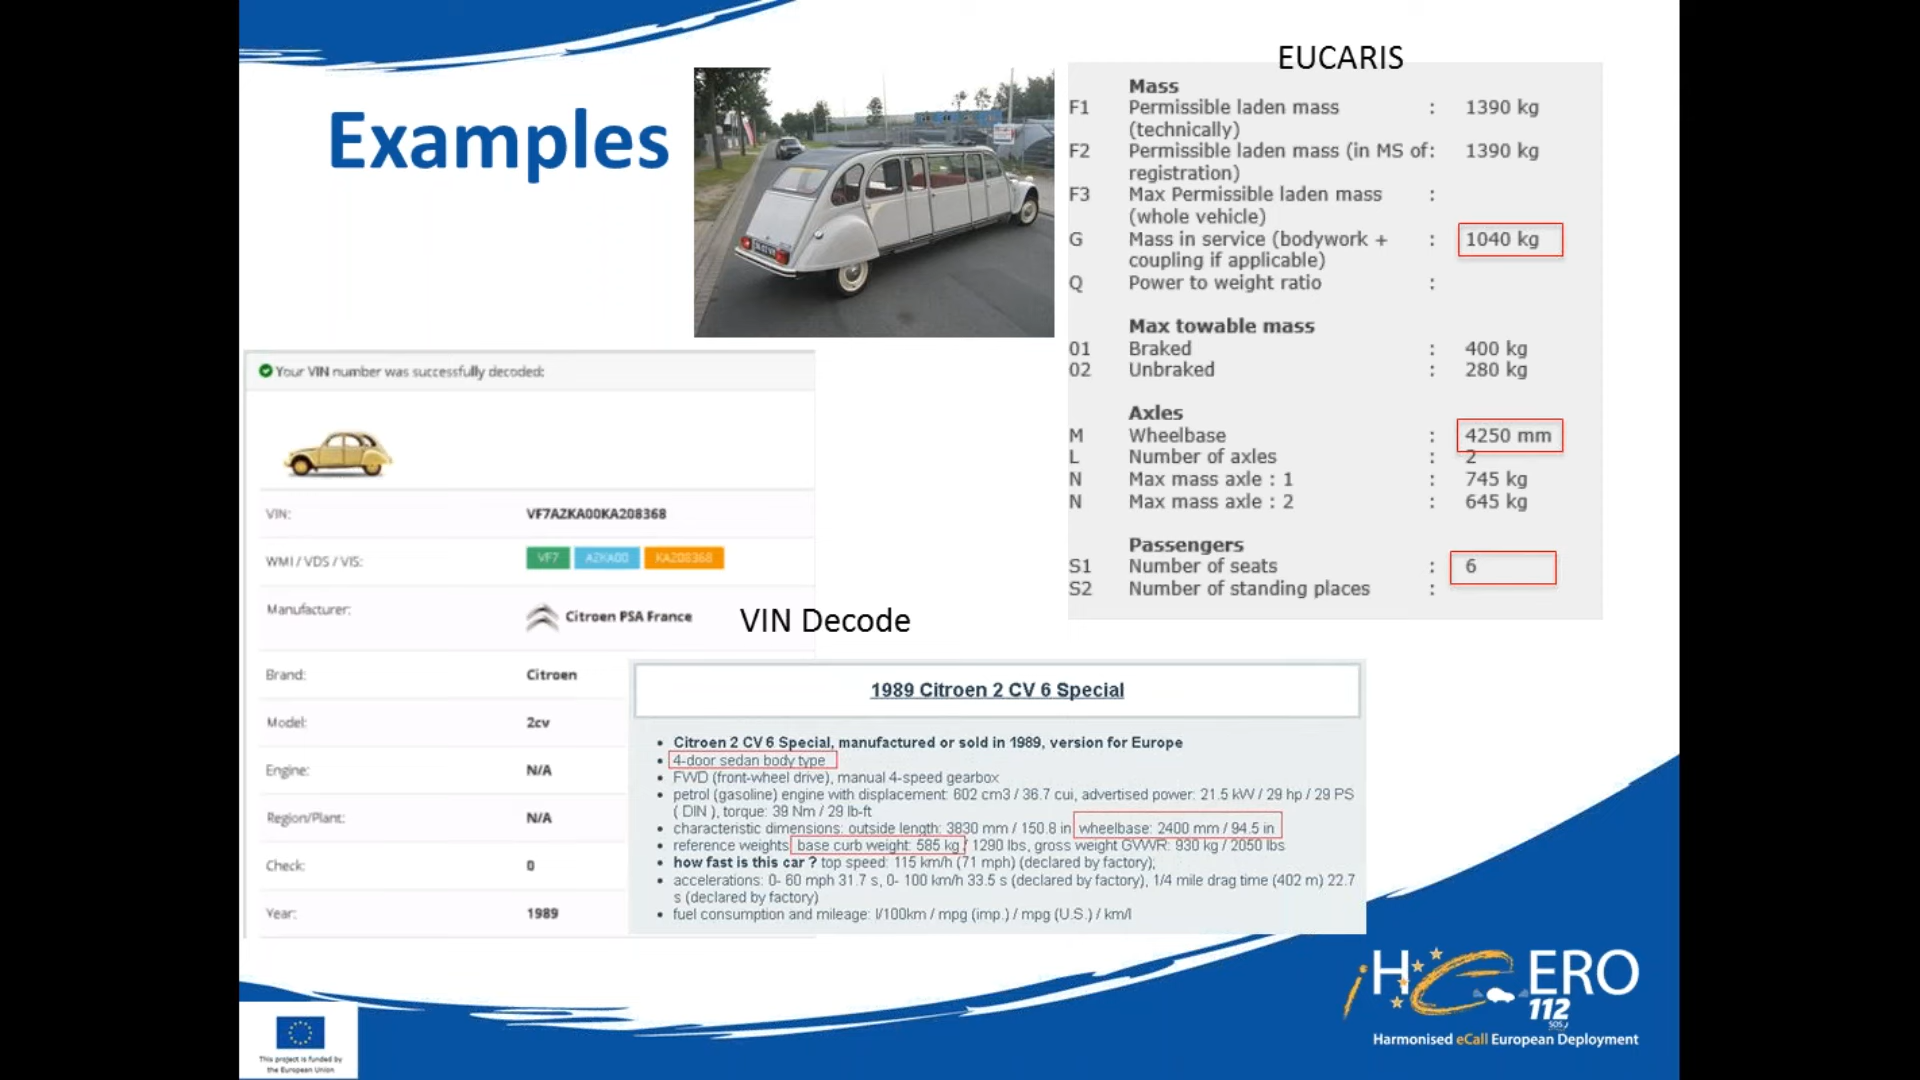 Examples
EUCARIS
Mass
F1 Permissible laden mass : 1390 kg
(technically)
F2 Permissible laden mass (in MS of: 1390 kg
registration)
F3 Max Permissible laden mass :
(whole vehicle)
G Mass in service (bodywork + : 1040 kg
coupling if applicable)
Q Power to weight ratio :
Max towable mass
01 Braked : 400 kg
02 Unbraked : 280 kg
Axles
M Wheelbase : 4250 mm
L Number of axles : 2
N Max mass axle : 1 : 745 kg
N Max mass axle : 2 : 645 kg
Passengers
S1 Number of seats : 6
S2 Number of standing places :
Your VIN number was successfully decoded:
VIN: VF7AZKA00KA208368
WMI / VDS / VIS: VF7 AZKA00 KA208368
Manufacturer: Citroen PSA France
Brand: Citroen
Model: 2cv
Engine: N/A
Region/Plant: N/A
Check: 0
Year: 1989
VIN Decode
1989 Citroen 2 CV 6 Special
• Citroen 2 CV 6 Special, manufactured or sold in 1989, version for Europe
• 4-door sedan body type
• FWD (front-wheel drive), manual 4-speed gearbox
• petrol (gasoline) engine with displacement: 602 cm3 / 36.7 cui, advertised power: 21.5 kW / 29 hp / 29 PS
( DIN ), torque: 39 Nm / 29 lb-ft
• characteristic dimensions: outside length: 3830 mm / 150.8 in, wheelbase: 2400 mm / 94.5 in
reference weights: base curb weight: 585 kg / 1290 lbs, gross weight GVWR: 930 kg / 2050 lbs
• how fast is this car ? top speed: 115 km/h (71 mph) (declared by factory);
• accelerations: 0- 60 mph 31.7 s, 0- 100 km/h 33.5 s (declared by factory), 1/4 mile drag time (402 m) 22.7
s (declared by factory)
• fuel consumption and mileage: l/100km / mpg (imp.) / mpg (U.S.) / km/l
This project is funded by
the European Union
iHeERO
112
SOS
Harmonised eCall European Deployment